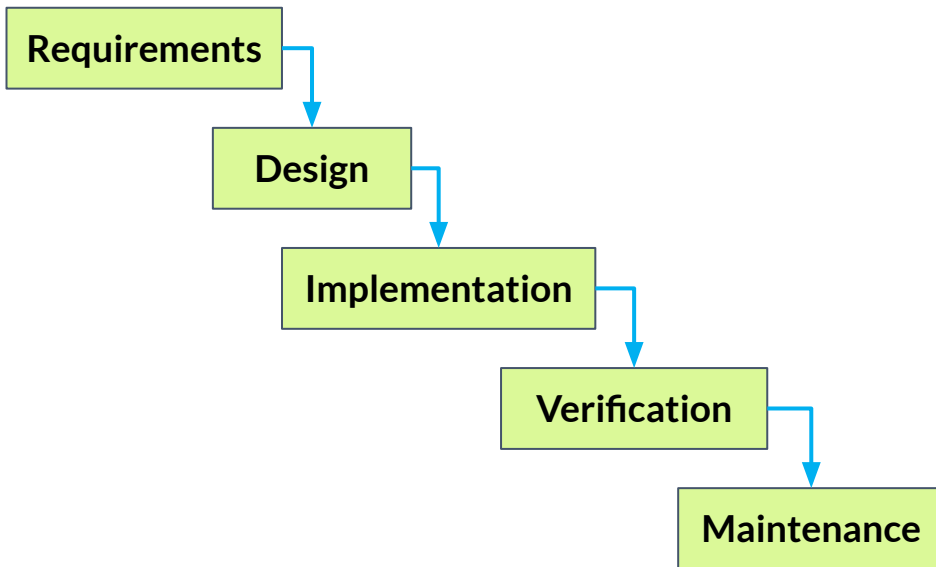 Requirements
Design
Implementation
Verification
Maintenance